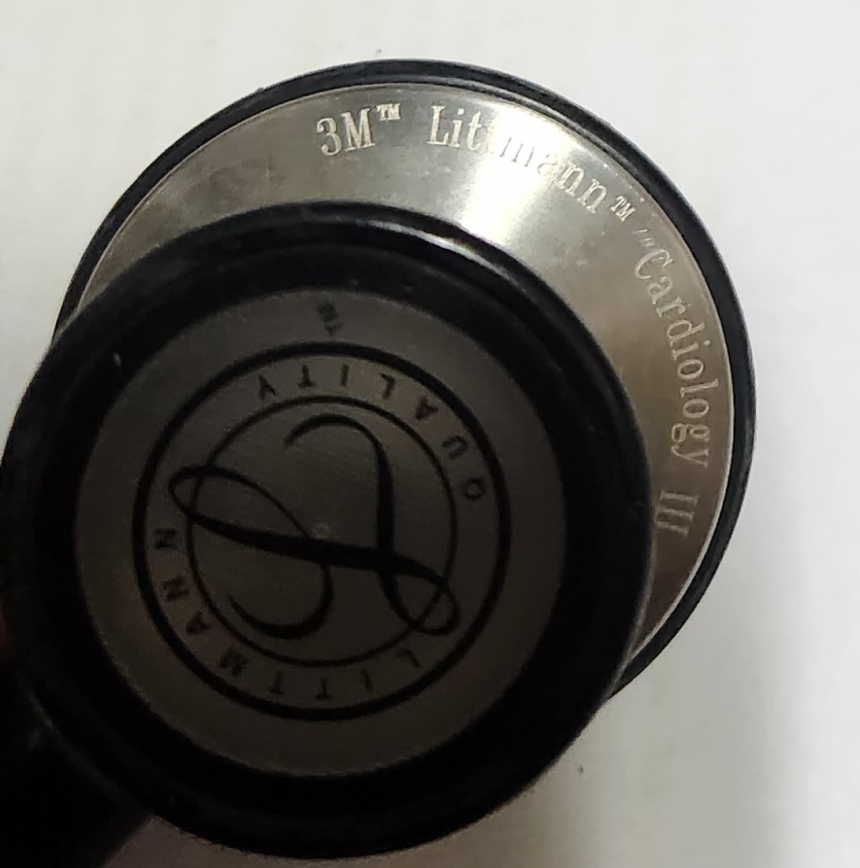 3M™ Littmann™ "Cardiology III
LITTMANN QUALITY